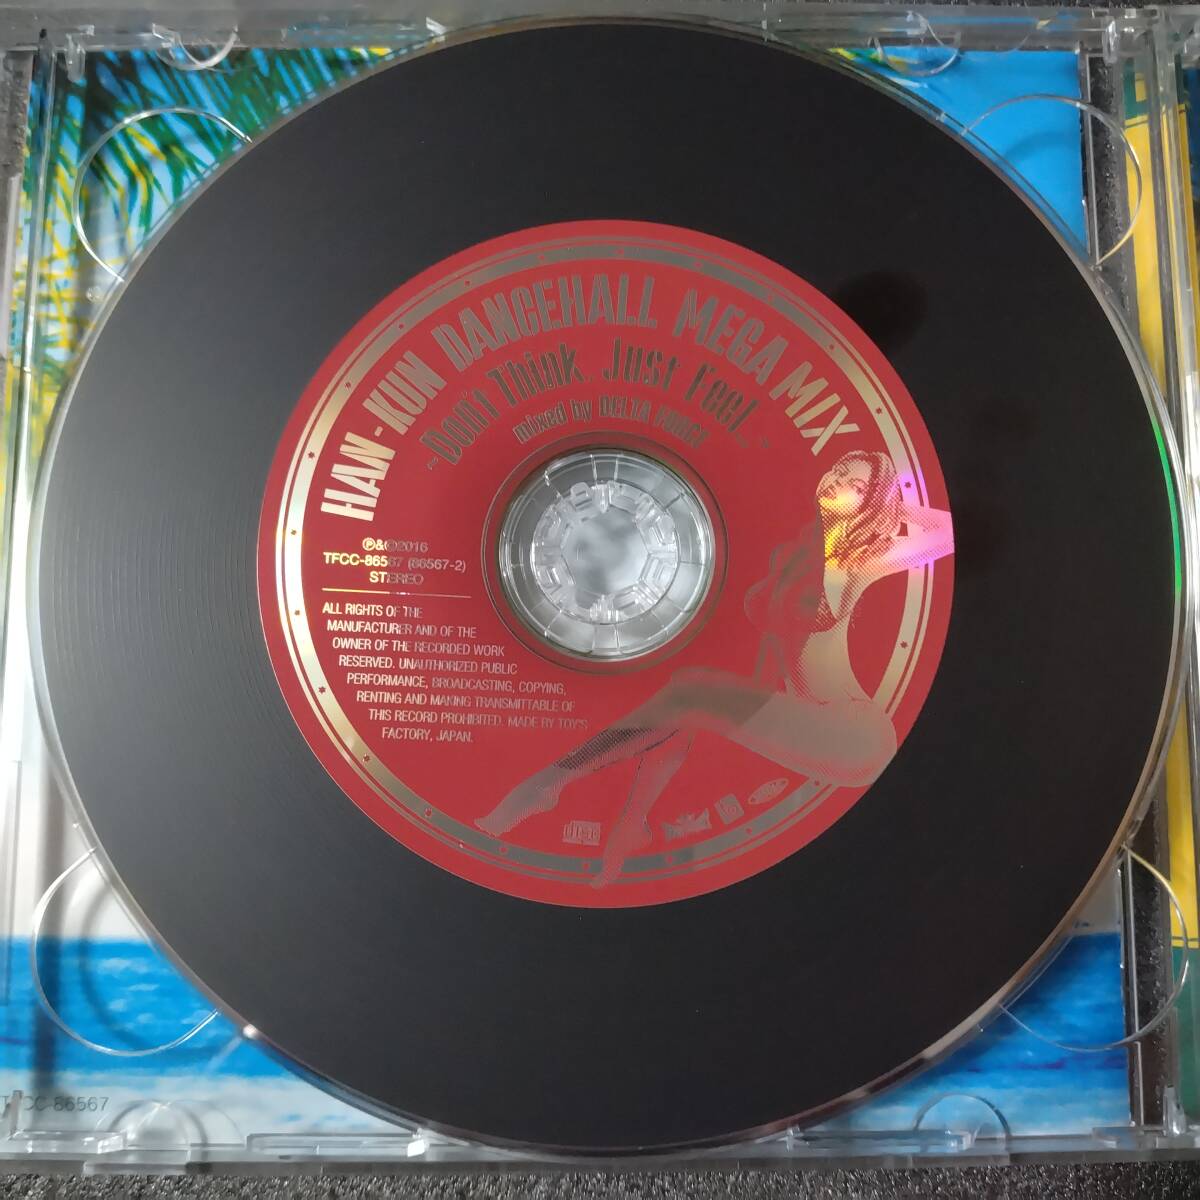 HAN-KUN DANCEHALL MEGA MIX
~Don't Think. Just Feel...~
mixed by DELTA FORCE
℗&©2016
TFCC-86567 (86567-2)
STEREO
ALL RIGHTS OF THE
MANUFACTURER AND OF THE
OWNER OF THE RECORDED WORK
RESERVED. UNAUTHORIZED PUBLIC
PERFORMANCE, BROADCASTING, COPYING,
RENTING AND MAKING TRANSMITTABLE OF
THIS RECORD PROHIBITED. MADE BY TOY'S
FACTORY, JAPAN.
disc
TFCC-86567